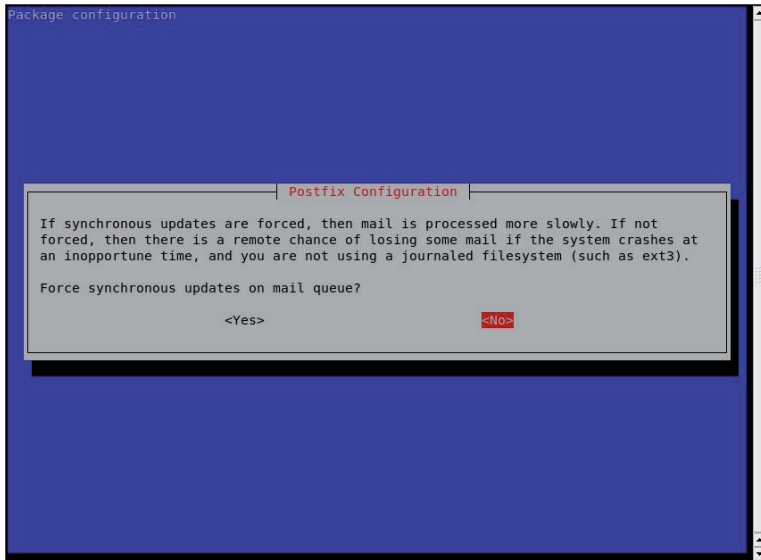 Package configuration
Postfix Configuration
If synchronous updates are forced, then mail is processed more slowly. If not
forced, then there is a remote chance of losing some mail if the system crashes at
an inopportune time, and you are not using a journaled filesystem (such as ext3).
Force synchronous updates on mail queue?
<Yes> <No>